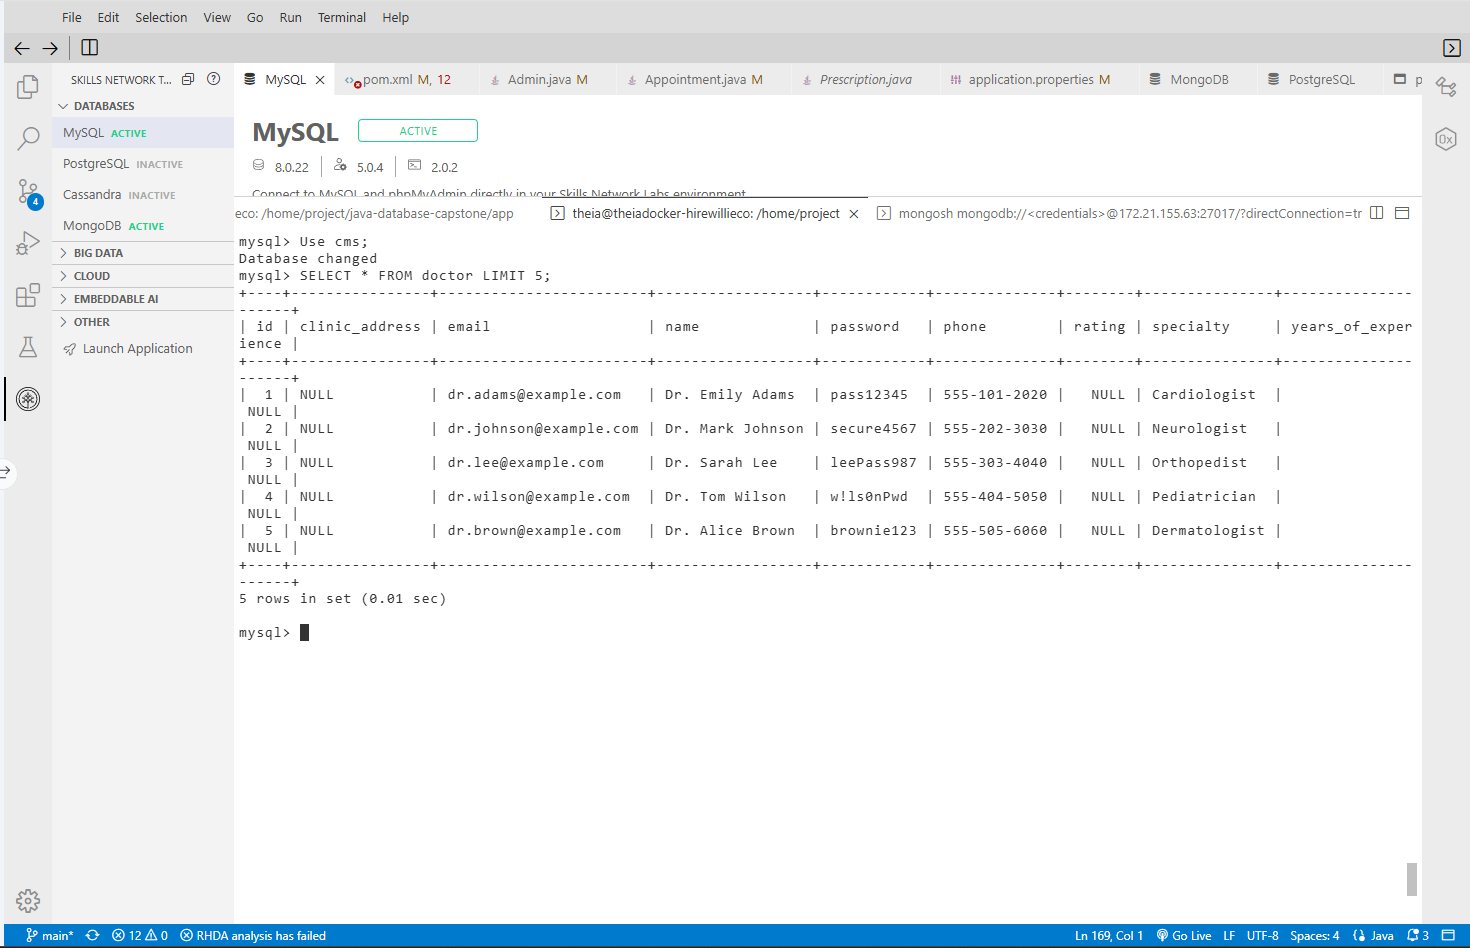 File Edit Selection View Go Run Terminal Help
SKILLS NETWORK T...
MySQL pom.xml M, 12 Admin.java M Appointment.java M Prescription.java application.properties M MongoDB PostgreSQL p
DATABASES
MySQL ACTIVE
PostgreSQL INACTIVE
Cassandra INACTIVE
MongoDB ACTIVE
BIG DATA
CLOUD
EMBEDDABLE AI
OTHER
Launch Application
4
0x
MySQL ACTIVE
8.0.22 5.0.4 2.0.2
Connect to MySQL and phpMyAdmin directly in your Skills Network Labs environment.
eco: /home/project/java-database-capstone/app theia@theiadocker-hirewillieco: /home/project mongosh mongodb://<credentials>@172.21.155.63:27017/?directConnection=tr
mysql> Use cms;
Database changed
mysql> SELECT * FROM doctor LIMIT 5;
+----+----------------+------------------------+------------------+------------+--------------+--------+---------------+---------------
------+
| id | clinic_address | email                  | name             | password   | phone        | rating | specialty     | years_of_exper
ience |
+----+----------------+------------------------+------------------+------------+--------------+--------+---------------+---------------
------+
|  1 | NULL           | dr.adams@example.com   | Dr. Emily Adams  | pass12345  | 555-101-2020 |   NULL | Cardiologist  |
 NULL |
|  2 | NULL           | dr.johnson@example.com | Dr. Mark Johnson | secure4567 | 555-202-3030 |   NULL | Neurologist   |
 NULL |
|  3 | NULL           | dr.lee@example.com     | Dr. Sarah Lee    | leePass987 | 555-303-4040 |   NULL | Orthopedist   |
 NULL |
|  4 | NULL           | dr.wilson@example.com  | Dr. Tom Wilson   | w!ls0nPwd  | 555-404-5050 |   NULL | Pediatrician  |
 NULL |
|  5 | NULL           | dr.brown@example.com   | Dr. Alice Brown  | brownie123 | 555-505-6060 |   NULL | Dermatologist |
 NULL |
+----+----------------+------------------------+------------------+------------+--------------+--------+---------------+---------------
------+
5 rows in set (0.01 sec)
mysql>
main* 12 0 RHDA analysis has failed Ln 169, Col 1 Go Live LF UTF-8 Spaces: 4 Java 3